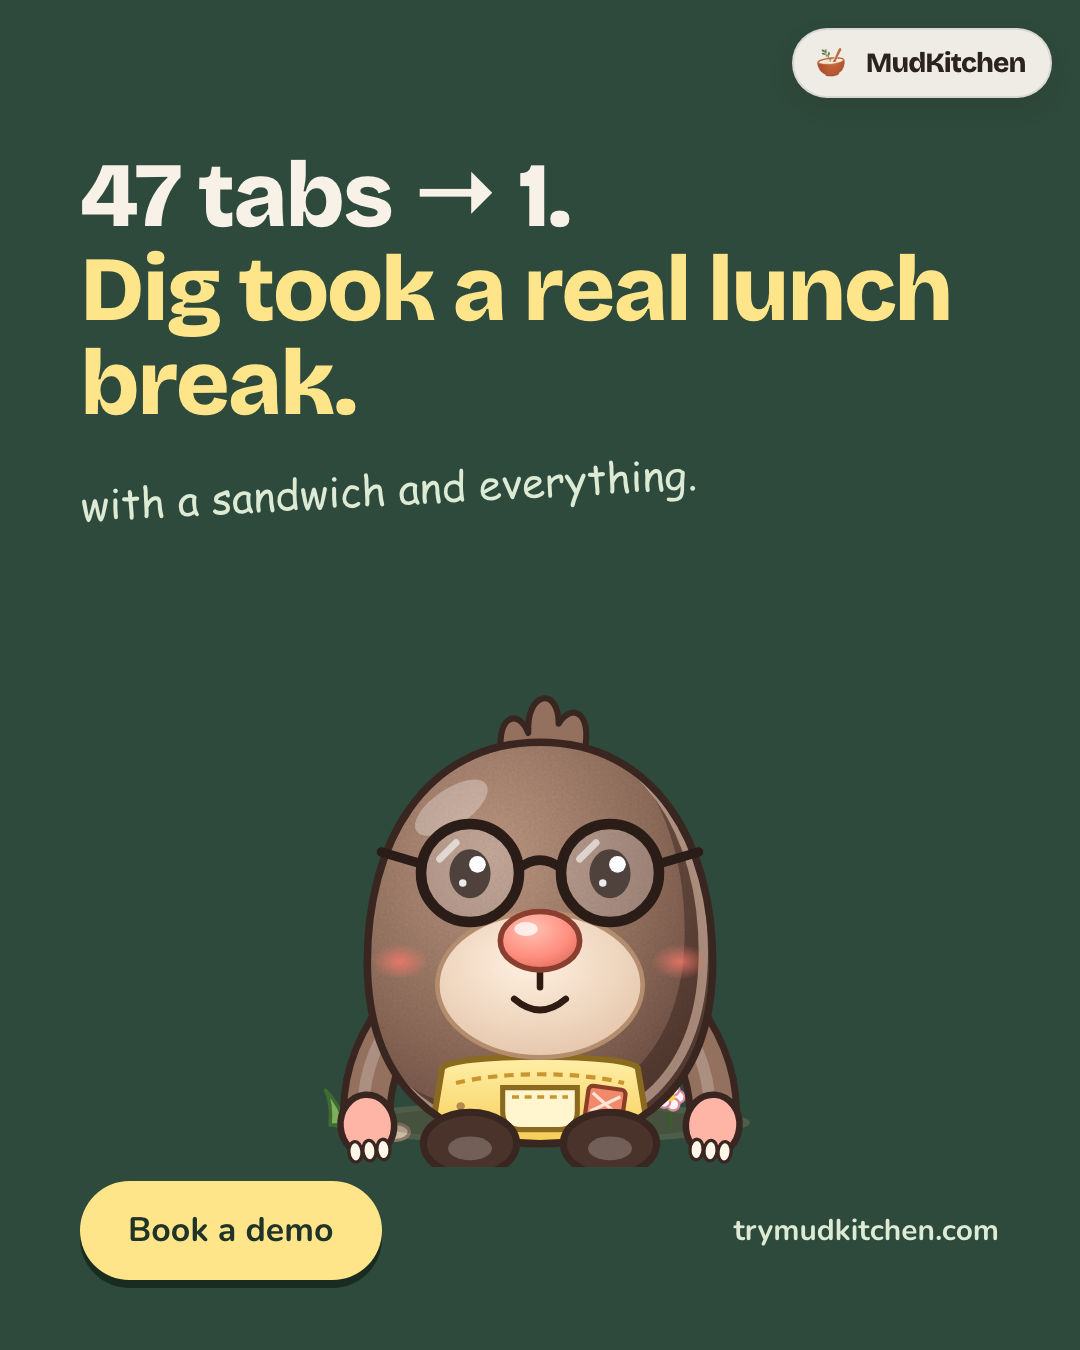 MudKitchen
47 tabs → 1.
Dig took a real lunch
break.
with a sandwich and everything.
Book a demo
trymudkitchen.com